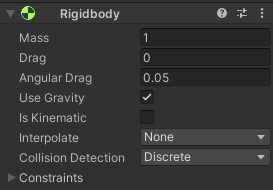 Rigidbody
Mass 1
Drag 0
Angular Drag 0.05
Use Gravity
Is Kinematic
Interpolate None
Collision Detection Discrete
Constraints